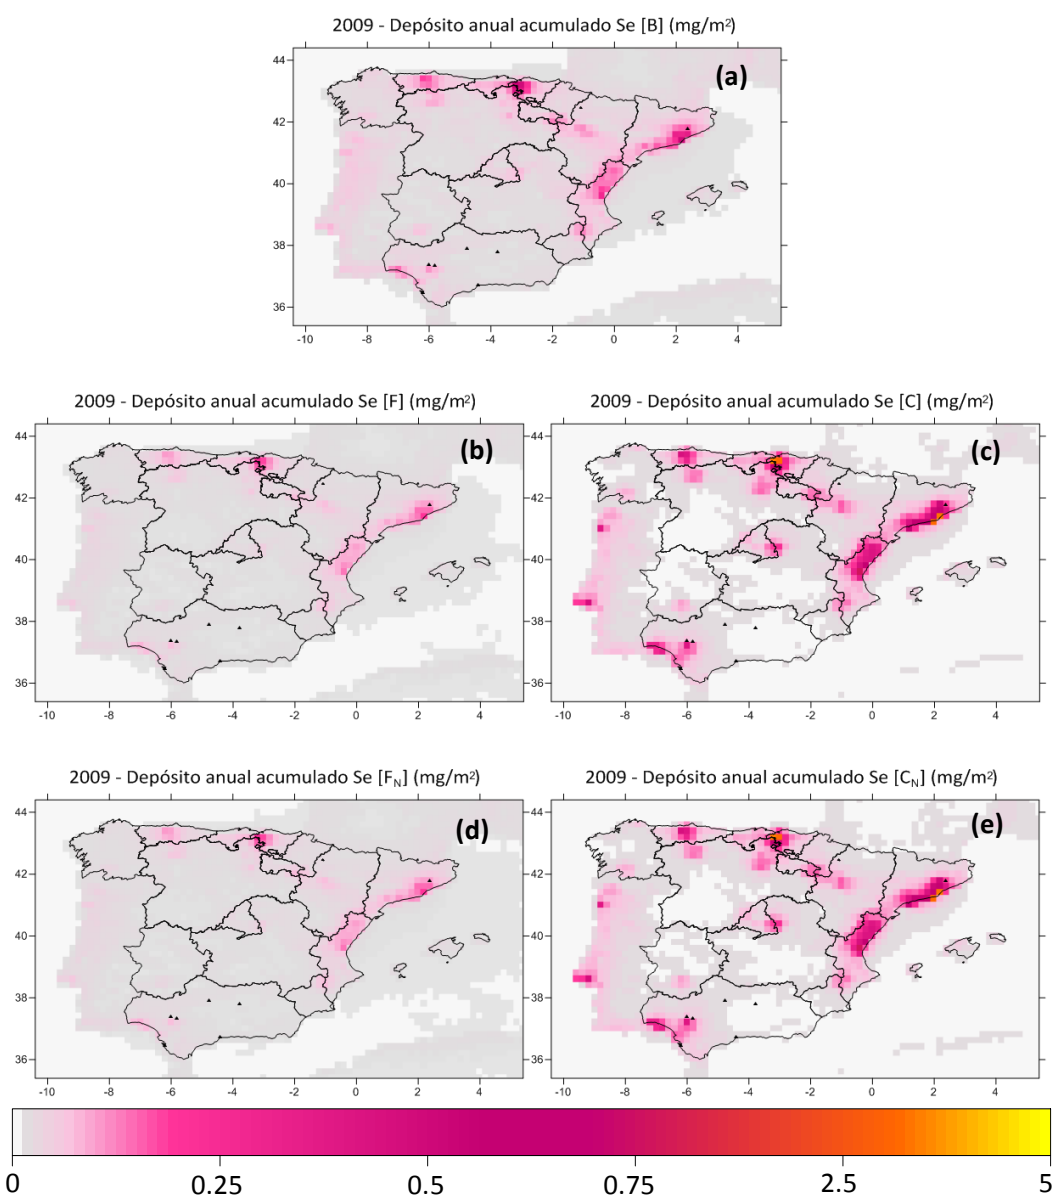 2009 - Depósito anual acumulado Se [B] (mg/m²)
(a)
44
42
40
38
36
-10 -8 -6 -4 -2 0 2 4
2009 - Depósito anual acumulado Se [F] (mg/m²)
(b)
44
42
40
38
36
-10 -8 -6 -4 -2 0 2 4
2009 - Depósito anual acumulado Se [C] (mg/m²)
(c)
44
42
40
38
36
-10 -8 -6 -4 -2 0 2 4
2009 - Depósito anual acumulado Se [F_N] (mg/m²)
(d)
44
42
40
38
36
-10 -8 -6 -4 -2 0 2 4
2009 - Depósito anual acumulado Se [C_N] (mg/m²)
(e)
44
42
40
38
36
-10 -8 -6 -4 -2 0 2 4
0 0.25 0.5 0.75 2.5 5